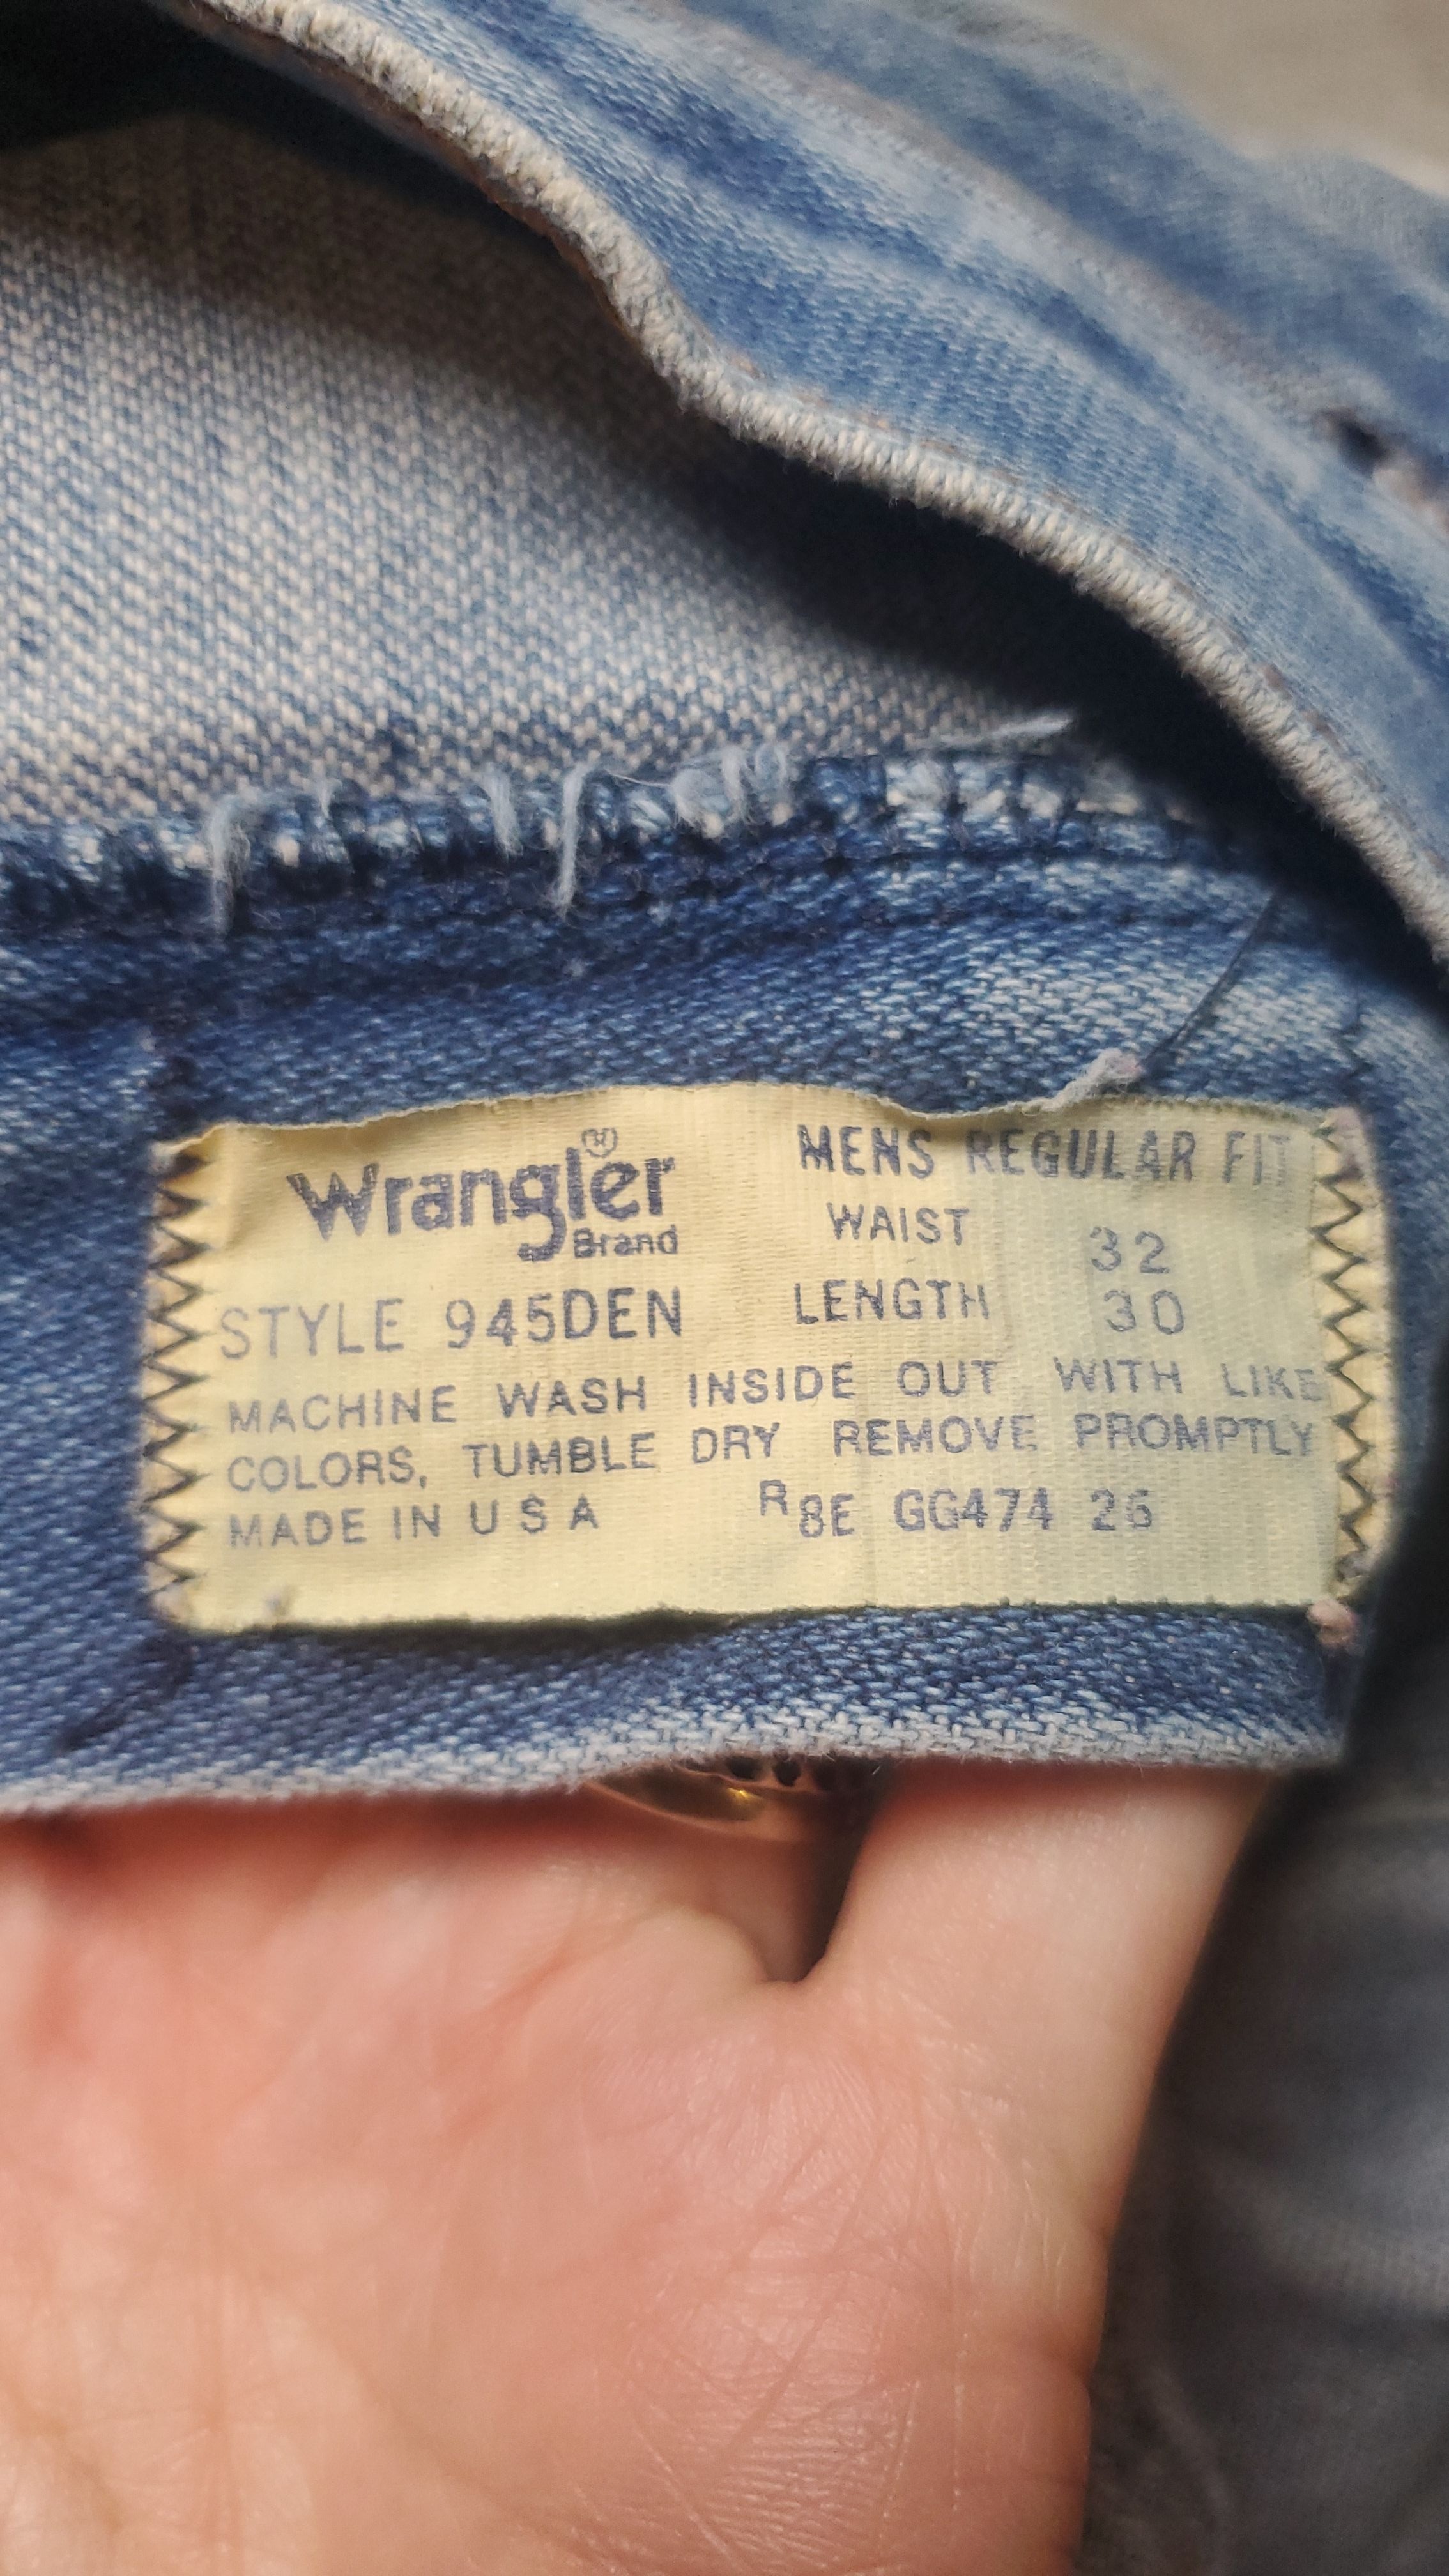 Wrangler®
Brand
MENS REGULAR FIT
WAIST 32
STYLE 945DEN
LENGTH 30
MACHINE WASH INSIDE OUT WITH LIKE
COLORS, TUMBLE DRY REMOVE PROMPTLY
MADE IN U S A R8E GG474 26